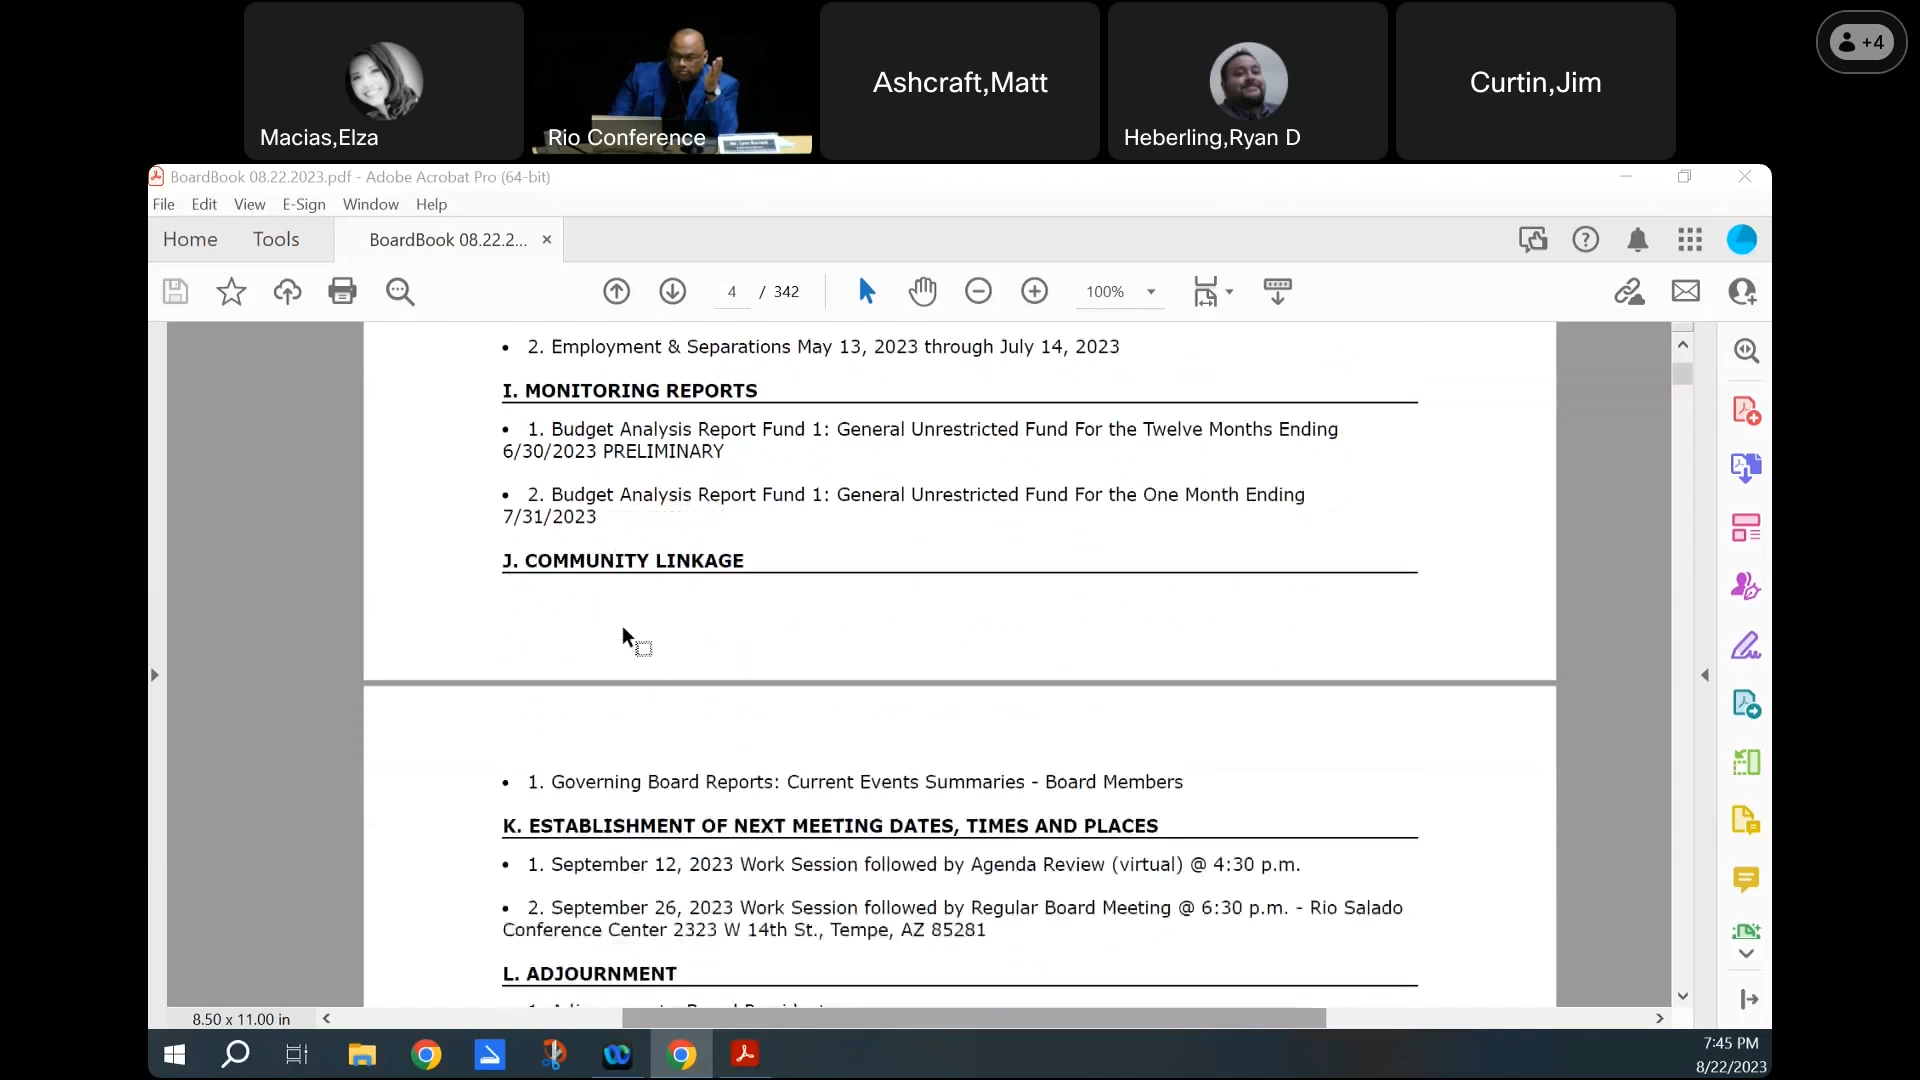 Macias,Elza
Rio Conference
Ashcraft,Matt
Heberling,Ryan D
Curtin,Jim
+4
BoardBook 08.22.2023.pdf - Adobe Acrobat Pro (64-bit)
File Edit View E-Sign Window Help
Home Tools BoardBook 08.22.2... ×
4 / 342 100%
• 2. Employment & Separations May 13, 2023 through July 14, 2023
I. MONITORING REPORTS
• 1. Budget Analysis Report Fund 1: General Unrestricted Fund For the Twelve Months Ending
6/30/2023 PRELIMINARY
• 2. Budget Analysis Report Fund 1: General Unrestricted Fund For the One Month Ending
7/31/2023
J. COMMUNITY LINKAGE
• 1. Governing Board Reports: Current Events Summaries - Board Members
K. ESTABLISHMENT OF NEXT MEETING DATES, TIMES AND PLACES
• 1. September 12, 2023 Work Session followed by Agenda Review (virtual) @ 4:30 p.m.
• 2. September 26, 2023 Work Session followed by Regular Board Meeting @ 6:30 p.m. - Rio Salado
Conference Center 2323 W 14th St., Tempe, AZ 85281
L. ADJOURNMENT
8.50 x 11.00 in
7:45 PM
8/22/2023